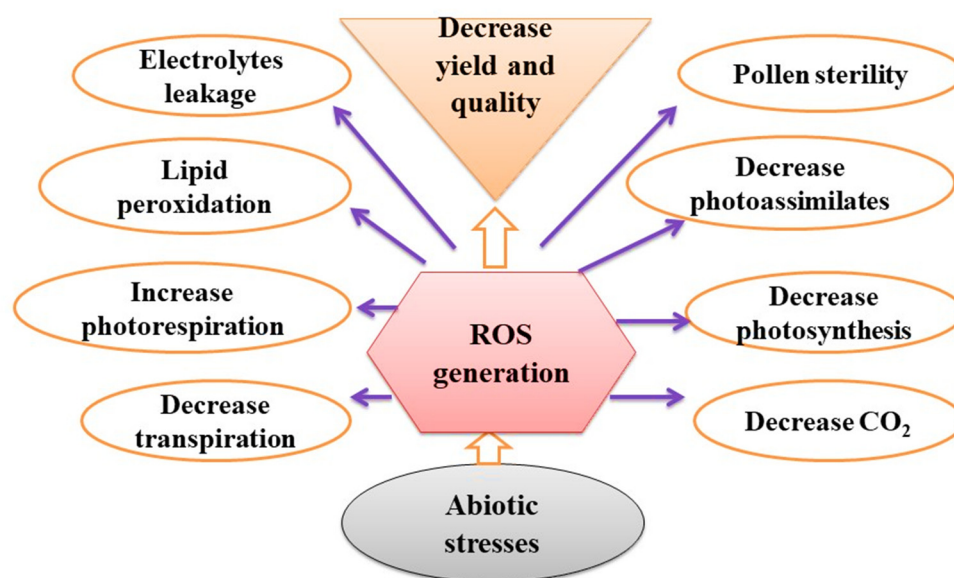 Decrease
yield and
quality
Electrolytes
leakage
Pollen sterility
Lipid
peroxidation
Decrease
photoassimilates
Increase
photorespiration
Decrease
photosynthesis
ROS
generation
Decrease
transpiration
Decrease CO₂
Abiotic
stresses